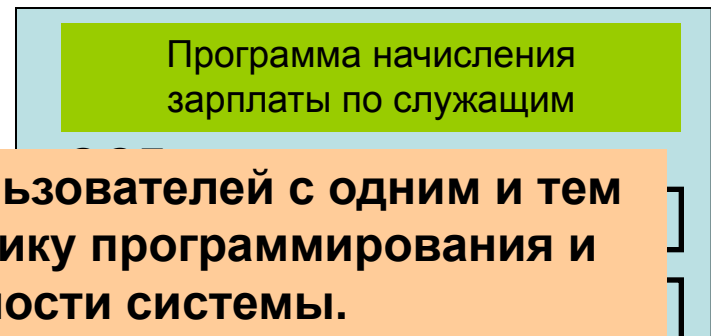 Программа начисления
зарплаты по служащим
ьзователей с одним и тем
ику программирования и
ности системы.